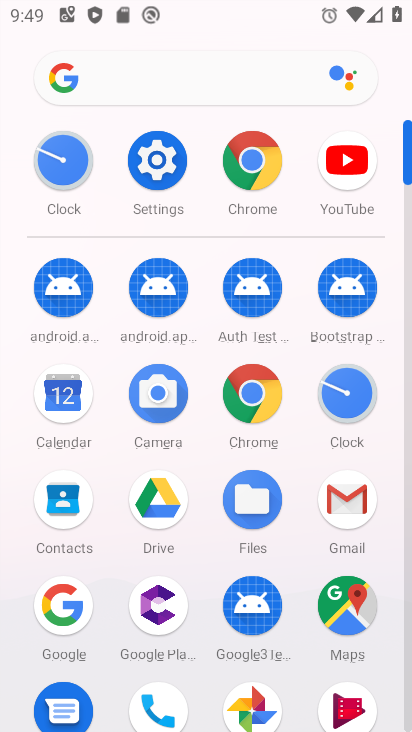 9:49
Clock Settings Chrome YouTube
android.a... android.ap... Auth Test ... Bootstrap ...
12
Calendar Camera Chrome Clock
Contacts Drive Files Gmail
Google Google Pla... Google3Te... Maps